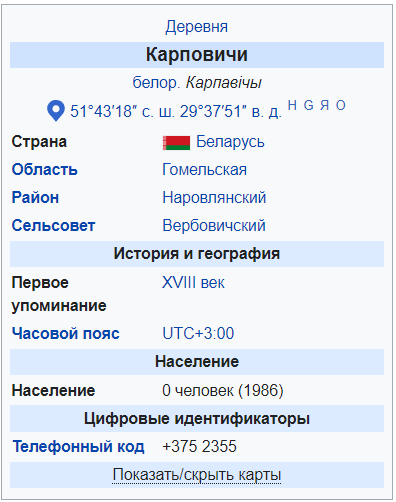 Деревня
Карповичи
белор. Карпавічы
51°43′18″ с. ш. 29°37′51″ в. д. H G Я O
Страна Беларусь
Область Гомельская
Район Наровлянский
Сельсовет Вербовичский
История и география
Первое XVIII век
упоминание
Часовой пояс UTC+3:00
Население
Население 0 человек (1986)
Цифровые идентификаторы
Телефонный код +375 2355
Показать/скрыть карты